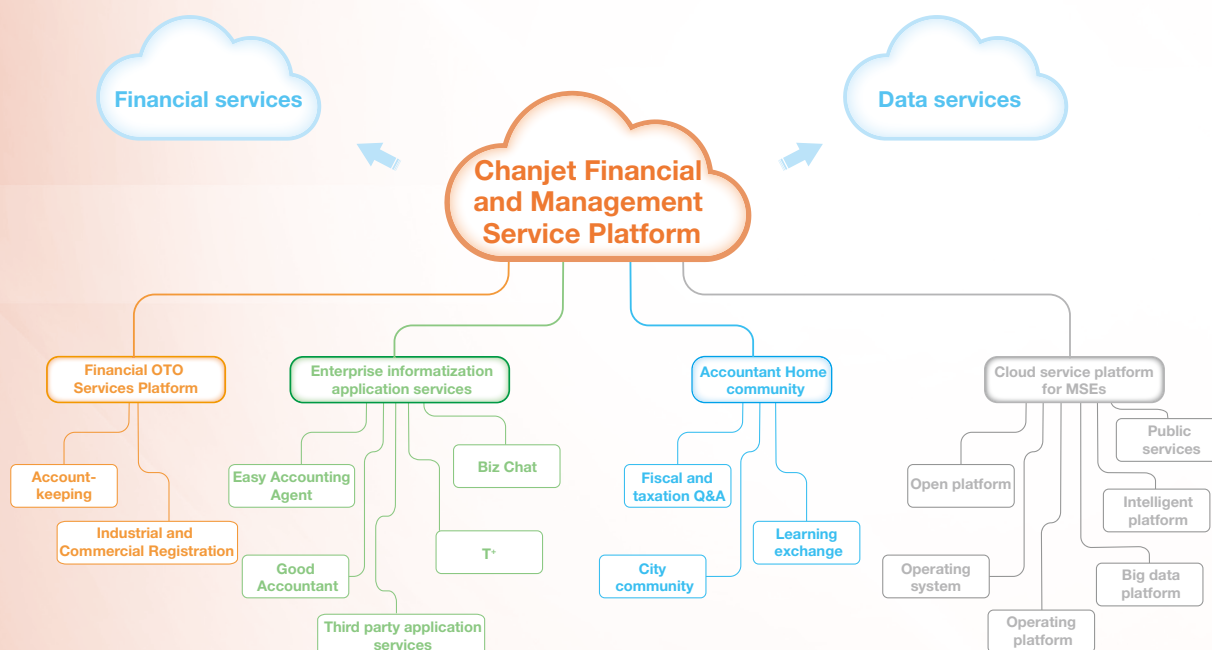 Financial services
Data services
Chanjet Financial
and Management
Service Platform
Financial OTO
Services Platform
Enterprise informatization
application services
Accountant Home
community
Cloud service platform
for MSEs
Account-
keeping
Industrial and
Commercial Registration
Easy Accounting
Agent
Good
Accountant
Third party application
services
T+
Biz Chat
Fiscal and
taxation Q&A
City
community
Learning
exchange
Open platform
Operating
system
Operating
platform
Big data
platform
Intelligent
platform
Public
services